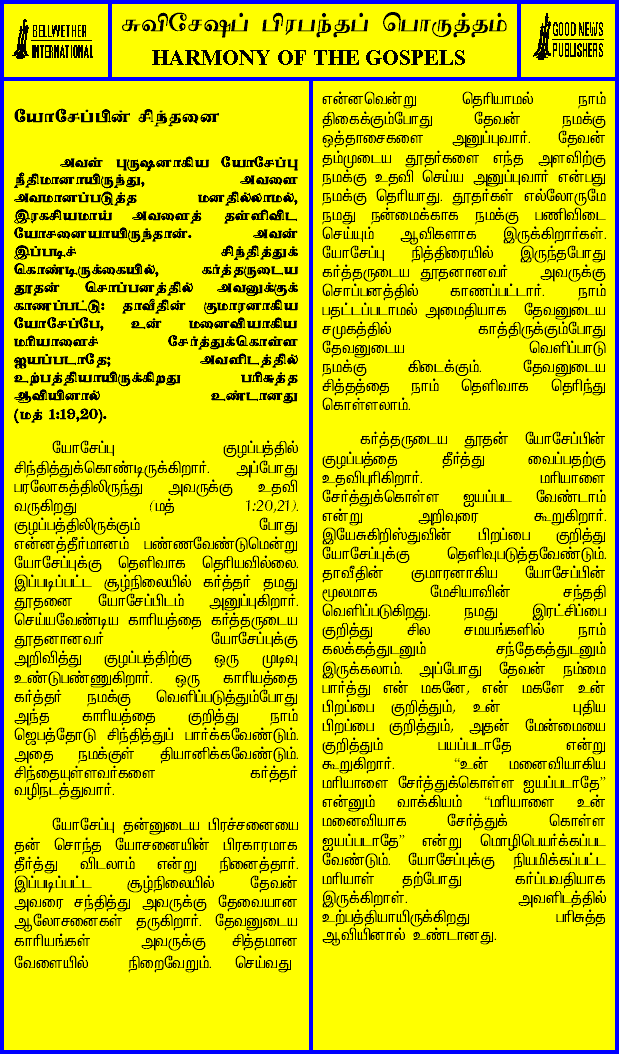 BELLWETHER
INTERNATIONAL
சுவிசேஷப் பிரபந்தப் பொருத்தம்
HARMONY OF THE GOSPELS
GOOD NEWS
PUBLISHERS
யோசேப்பின் சிந்தனை
அவள் புருஷனாகிய யோசேப்பு
நீதிமானாயிருந்து, அவளை
அவமானப்படுத்த மனதில்லாமல்,
இரகசியமாய் அவளைத் தள்ளிவிட
யோசனையாயிருந்தான். அவன்
இப்படிச் சிந்தித்துக்
கொண்டிருக்கையில், கர்த்தருடைய
தூதன் சொப்பனத்தில் அவனுக்குக்
காணப்பட்டு: தாவீதின் குமாரனாகிய
யோசேப்பே, உன் மனைவியாகிய
மரியாளைச் சேர்த்துக்கொள்ள
ஐயப்படாதே; அவளிடத்தில்
உற்பத்தியாயிருக்கிறது பரிசுத்த
ஆவியினால் உண்டானது
(மத் 1:19,20).
யோசேப்பு குழப்பத்தில்
சிந்தித்துக்கொண்டிருக்கிறார். அப்போது
பரலோகத்திலிருந்து அவருக்கு உதவி
வருகிறது (மத் 1:20,21).
குழப்பத்திலிருக்கும் போது
என்னத்தீர்மானம் பண்ணவேண்டுமென்று
யோசேப்புக்கு தெளிவாக தெரியவில்லை.
இப்படிப்பட்ட சூழ்நிலையில் கர்த்தர் தமது
தூதனை யோசேப்பிடம் அனுப்புகிறார்.
செய்யவேண்டிய காரியத்தை கர்த்தருடைய
தூதனானவர் யோசேப்புக்கு
அறிவித்து குழப்பத்திற்கு ஒரு முடிவு
உண்டுபண்ணுகிறார். ஒரு காரியத்தை
கர்த்தர் நமக்கு வெளிப்படுத்தும்போது
அந்த காரியத்தை குறித்து நாம்
ஜெபத்தோடு சிந்தித்துப் பார்க்கவேண்டும்.
அதை நமக்குள் தியானிக்கவேண்டும்.
சிந்தையுள்ளவர்களை கர்த்தர்
வழிநடத்துவார்.
யோசேப்பு தன்னுடைய பிரச்சனையை
தன் சொந்த யோசனையின் பிரகாரமாக
தீர்த்து விடலாம் என்று நினைத்தார்.
இப்படிப்பட்ட சூழ்நிலையில் தேவன்
அவரை சந்தித்து அவருக்கு தேவையான
ஆலோசனைகள் தருகிறார். தேவனுடைய
காரியங்கள் அவருக்கு சித்தமான
வேளையில் நிறைவேறும். செய்வது
என்னவென்று தெரியாமல் நாம்
திகைக்கும்போது தேவன் நமக்கு
ஒத்தாசைகளை அனுப்புவார். தேவன்
தம்முடைய தூதர்களை எந்த அளவிற்கு
நமக்கு உதவி செய்ய அனுப்புவார் என்பது
நமக்கு தெரியாது. தூதர்கள் எல்லோருமே
நமது நன்மைக்காக நமக்கு பணிவிடை
செய்யும் ஆவிகளாக இருக்கிறார்கள்.
யோசேப்பு நித்திரையில் இருந்தபோது
கர்த்தருடைய தூதனானவர் அவருக்கு
சொப்பனத்தில் காணப்பட்டார். நாம்
பதட்டப்படாமல் அமைதியாக தேவனுடைய
சமுகத்தில் காத்திருக்கும்போது
தேவனுடைய வெளிப்பாடு
நமக்கு கிடைக்கும். தேவனுடைய
சித்தத்தை நாம் தெளிவாக தெரிந்து
கொள்ளலாம்.
கர்த்தருடைய தூதன் யோசேப்பின்
குழப்பத்தை தீர்த்து வைப்பதற்கு
உதவிபுரிகிறார். மரியாளை
சேர்த்துக்கொள்ள ஐயப்பட வேண்டாம்
என்று அறிவுரை கூறுகிறார்.
இயேசுகிறிஸ்துவின் பிறப்பை குறித்து
யோசேப்புக்கு தெளிவுபடுத்தவேண்டும்.
தாவீதின் குமாரனாகிய யோசேப்பின்
மூலமாக மேசியாவின் சந்ததி
வெளிப்படுகிறது. நமது இரட்சிப்பை
குறித்து சில சமயங்களில் நாம்
கலக்கத்துடனும் சந்தேகத்துடனும்
இருக்கலாம். அப்போது தேவன் நம்மை
பார்த்து என் மகனே, என் மகளே உன்
பிறப்பை குறித்தும், உன் புதிய
பிறப்பை குறித்தும், அதன் மேன்மையை
குறித்தும் பயப்படாதே என்று
கூறுகிறார். “உன் மனைவியாகிய
மரியாளை சேர்த்துக்கொள்ள ஐயப்படாதே”
என்னும் வாக்கியம் “மரியாளை உன்
மனைவியாக சேர்த்துக் கொள்ள
ஐயப்படாதே” என்று மொழிபெயர்க்கப்பட
வேண்டும். யோசேப்புக்கு நியமிக்கப்பட்ட
மரியாள் தற்போது கர்ப்பவதியாக
இருக்கிறாள். அவளிடத்தில்
உற்பத்தியாயிருக்கிறது பரிசுத்த
ஆவியினால் உண்டானது.